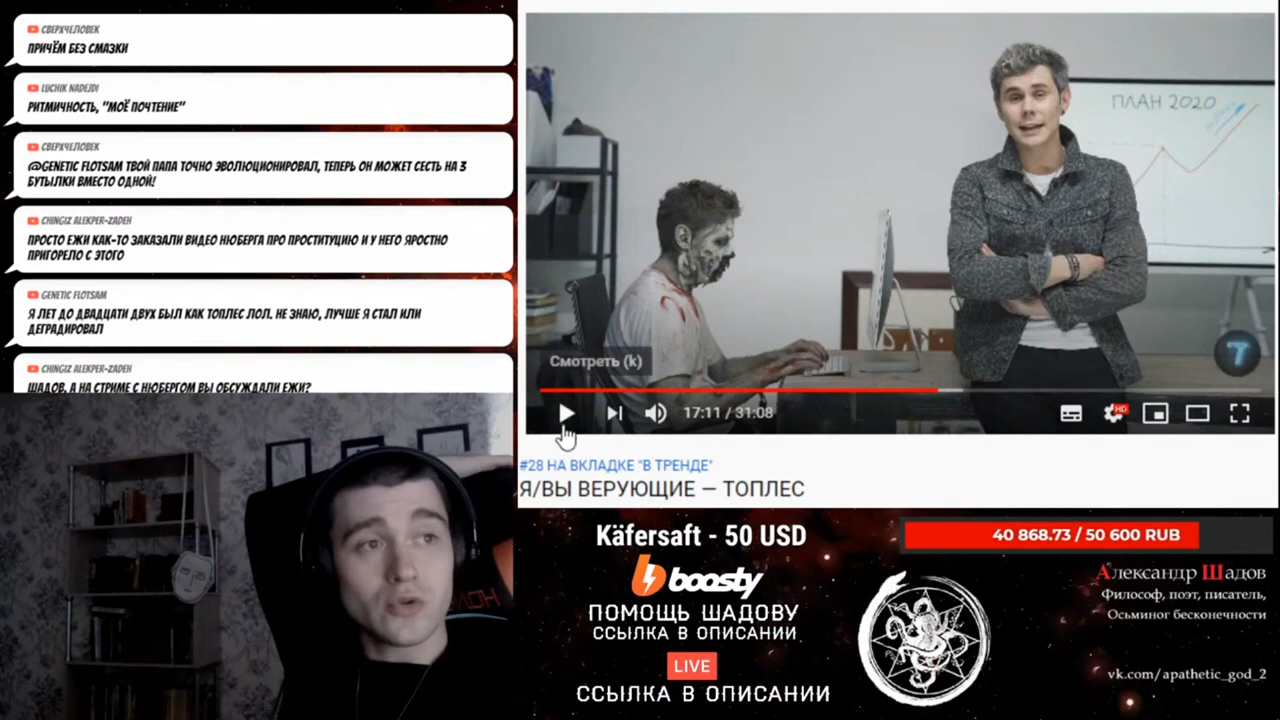 СВЕРХЧЕЛОВЕК
ПРИЧЁМ БЕЗ СМАЗКИ
LUCHIK NADEJDI
РИТМИЧНОСТЬ, "МОЁ ПОЧТЕНИЕ"
СВЕРХЧЕЛОВЕК
@GENETIC FLOTSAM ТВОЙ ПАПА ТОЧНО ЭВОЛЮЦИОНИРОВАЛ, ТЕПЕРЬ ОН МОЖЕТ СЕСТЬ НА 3
БУТЫЛКИ ВМЕСТО ОДНОЙ!
CHINGIZ ALEKPER-ZADEH
ПРОСТО ЕЖИ КАК-ТО ЗАКАЗАЛИ ВИДЕО НЮБЕРГА ПРО ПРОСТИТУЦИЮ И У НЕГО ЯРОСТНО
ПРИГОРЕЛО С ЭТОГО
GENETIC FLOTSAM
Я ЛЕТ ДО ДВАДЦАТИ ДВУХ БЫЛ КАК ТОПЛЕС ЛОЛ. НЕ ЗНАЮ, ЛУЧШЕ Я СТАЛ ИЛИ
ДЕГРАДИРОВАЛ
CHINGIZ ALEKPER-ZADEH
ШАДОВ, А НА СТРИМЕ С НЮБЕРГОМ ВЫ ОБСУЖДАЛИ ЕЖИ?
ПЛАН 2020
Смотреть (k)
17:11 / 31:08
HD
#28 НА ВКЛАДКЕ "В ТРЕНДЕ"
Я/ВЫ ВЕРУЮЩИЕ — ТОПЛЕС
Käfersaft - 50 USD
boosty
ПОМОЩЬ ШАДОВУ
ССЫЛКА В ОПИСАНИИ
LIVE
ССЫЛКА В ОПИСАНИИ
40 868.73 / 50 600 RUB
Александр Шадов
Философ, поэт, писатель,
Осьминог бесконечности
vk.com/apathetic_god_2